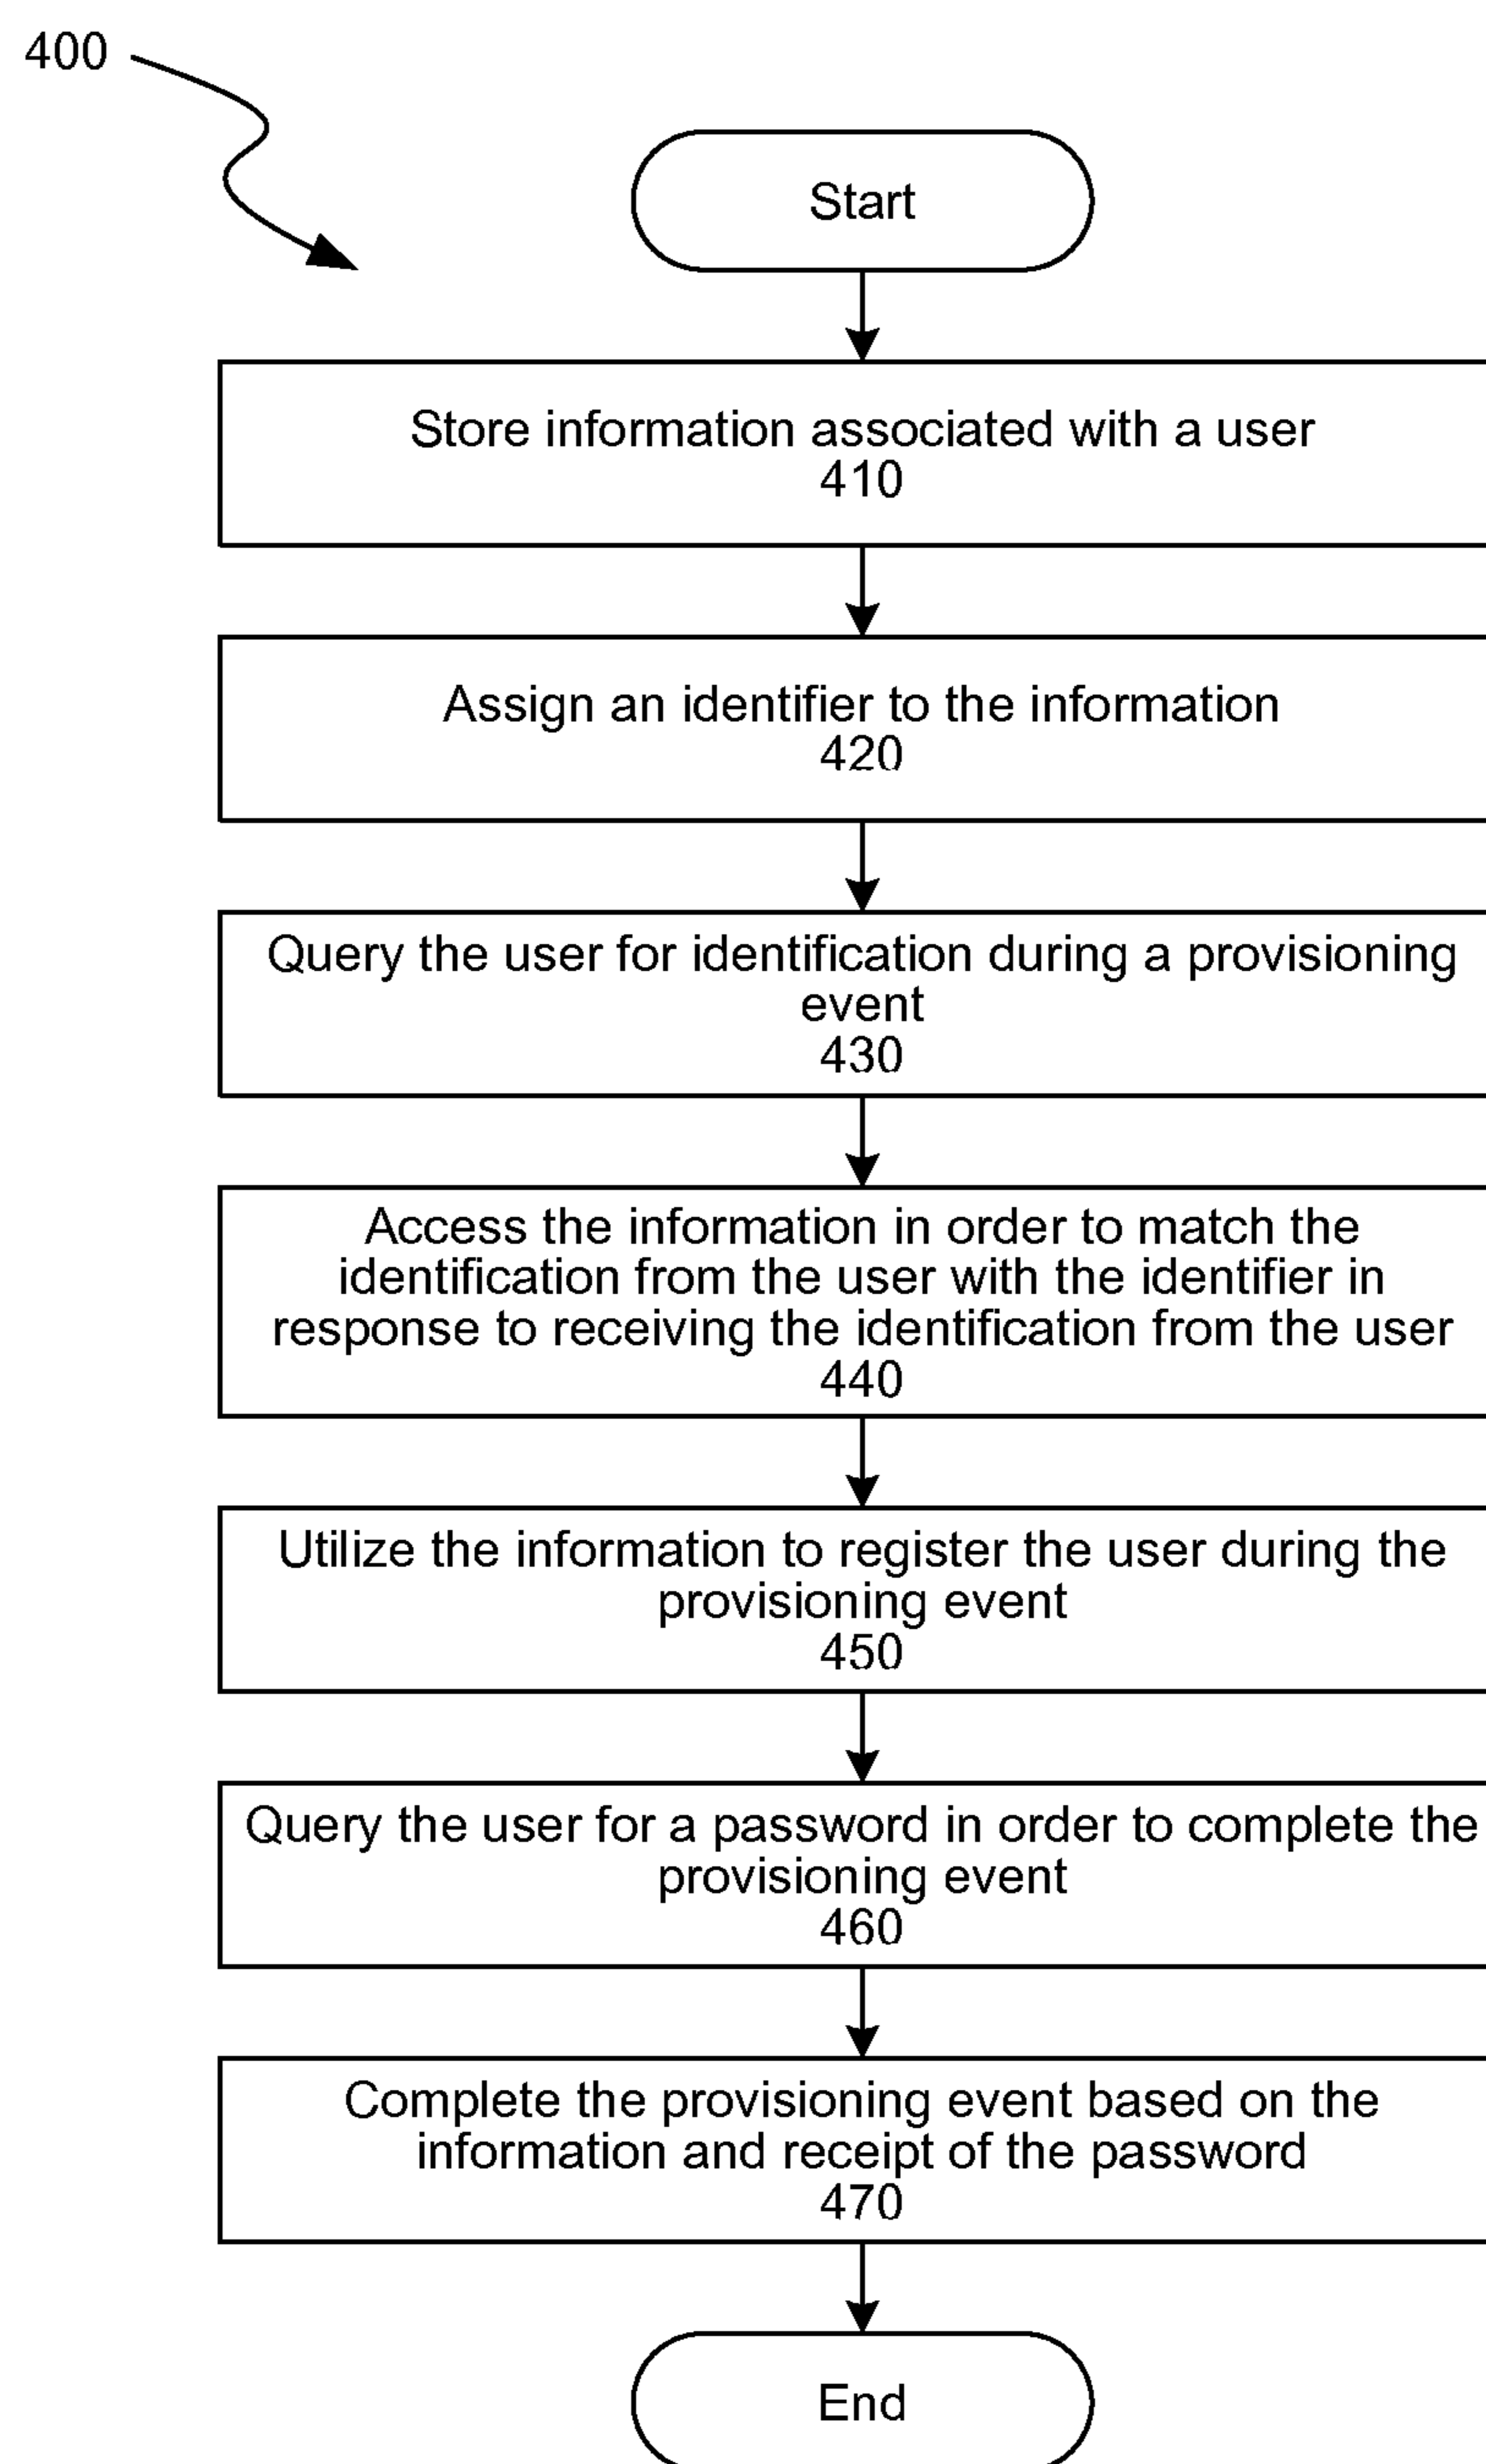 400
Start
Store information associated with a user
410
Assign an identifier to the information
420
Query the user for identification during a provisioning
event
430
Access the information in order to match the
identification from the user with the identifier in
response to receiving the identification from the user
440
Utilize the information to register the user during the
provisioning event
450
Query the user for a password in order to complete the
provisioning event
460
Complete the provisioning event based on the
information and receipt of the password
470
End